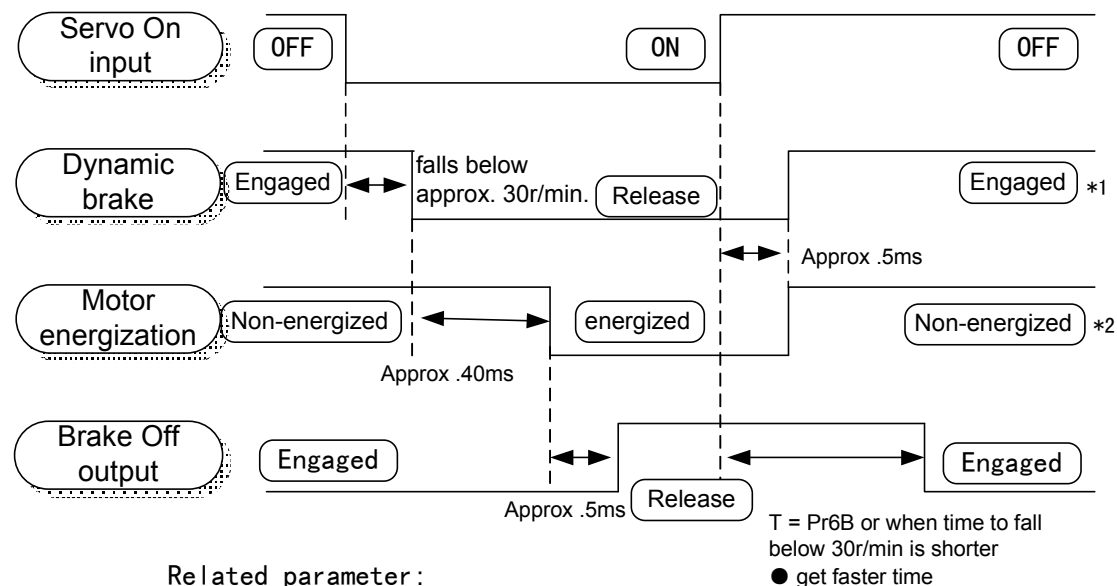 Servo On
input
OFF
ON
OFF
Dynamic
brake
Engaged
falls below
approx. 30r/min.
Release
Engaged
*1
Approx .5ms
Motor
energization
Non-energized
energized
Non-energized
*2
Approx .40ms
Brake Off
output
Engaged
Approx .5ms
Release
Engaged
T = Pr6B or when time to fall
below 30r/min is shorter
● get faster time
Related parameter: